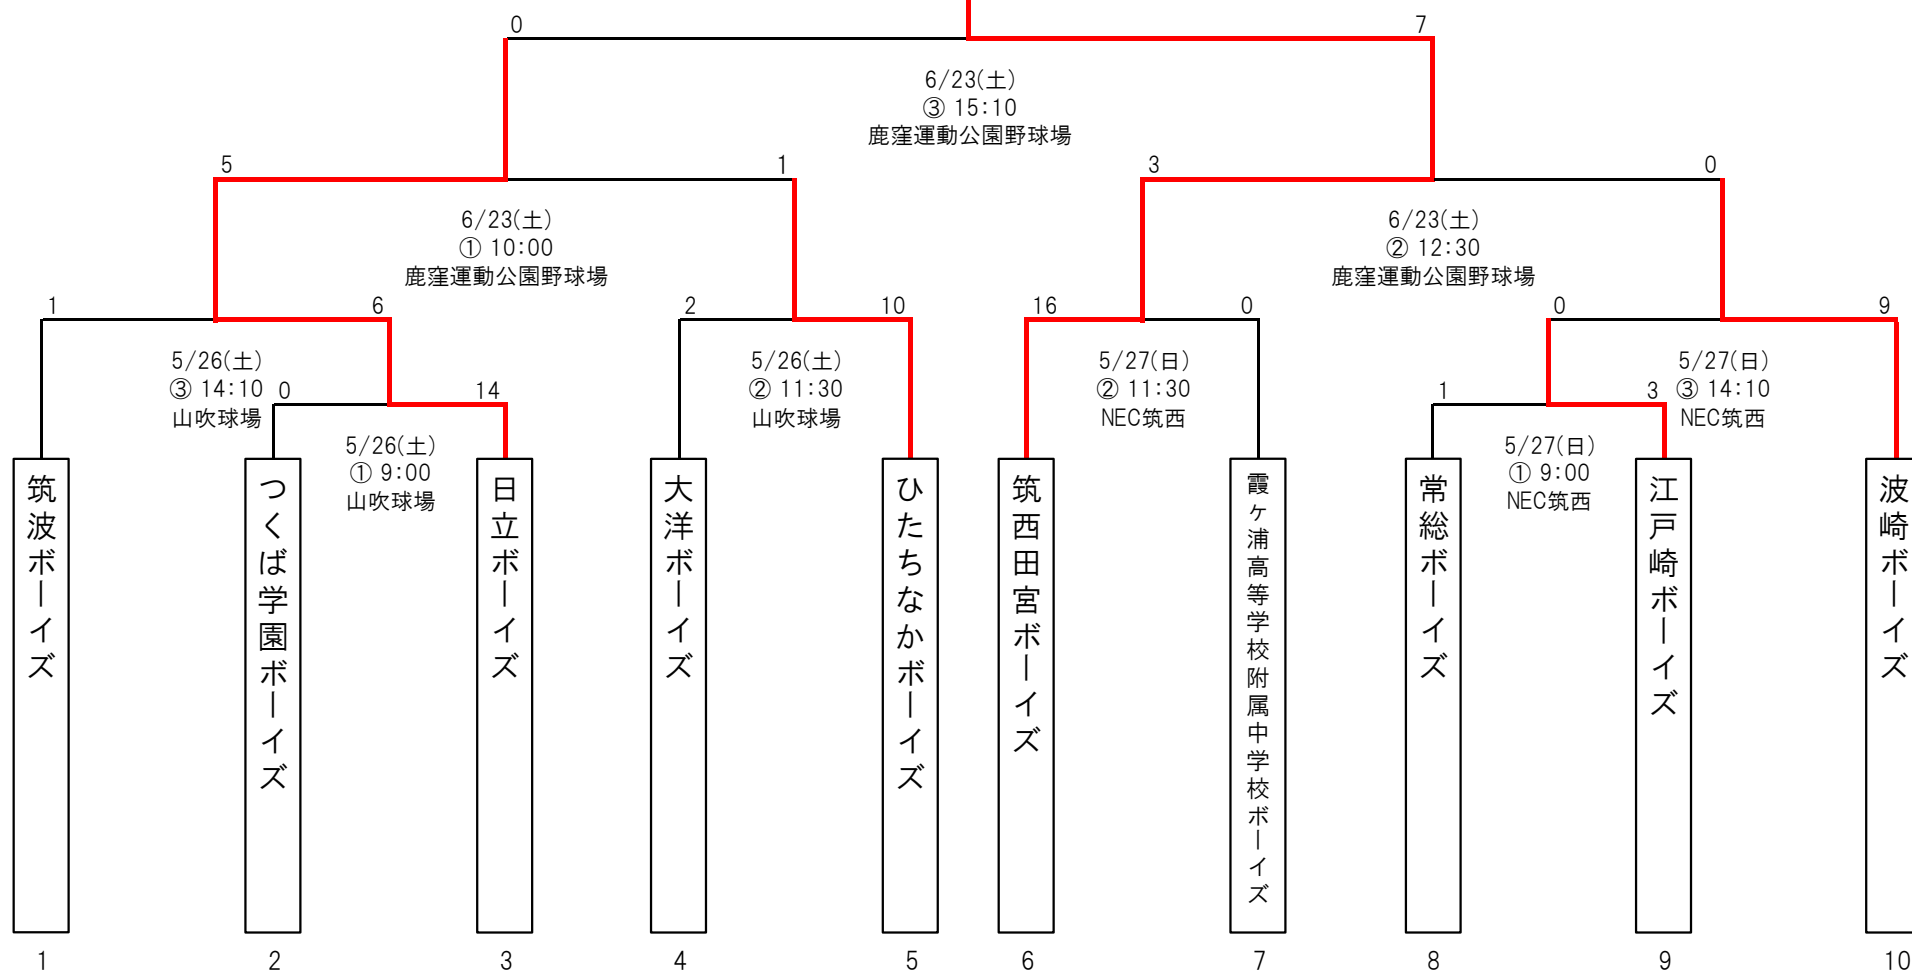 0
7
6/23(土)
③ 15:10
鹿窪運動公園野球場
5
1
3
0
6/23(土)
① 10:00
鹿窪運動公園野球場
6/23(土)
② 12:30
鹿窪運動公園野球場
1
6
2
10
16
0
0
9
5/26(土)
③ 14:10
山吹球場
5/26(土)
② 11:30
山吹球場
5/27(日)
② 11:30
NEC筑西
5/27(日)
③ 14:10
NEC筑西
0
14
1
3
5/26(土)
① 9:00
山吹球場
5/27(日)
① 9:00
NEC筑西
筑波ボーイズ
つくば学園ボーイズ
日立ボーイズ
大洋ボーイズ
ひたちなかボーイズ
筑西田宮ボーイズ
霞ヶ浦高等学校附属中学校ボーイズ
常総ボーイズ
江戸崎ボーイズ
波崎ボーイズ
1
2
3
4
5
6
7
8
9
10